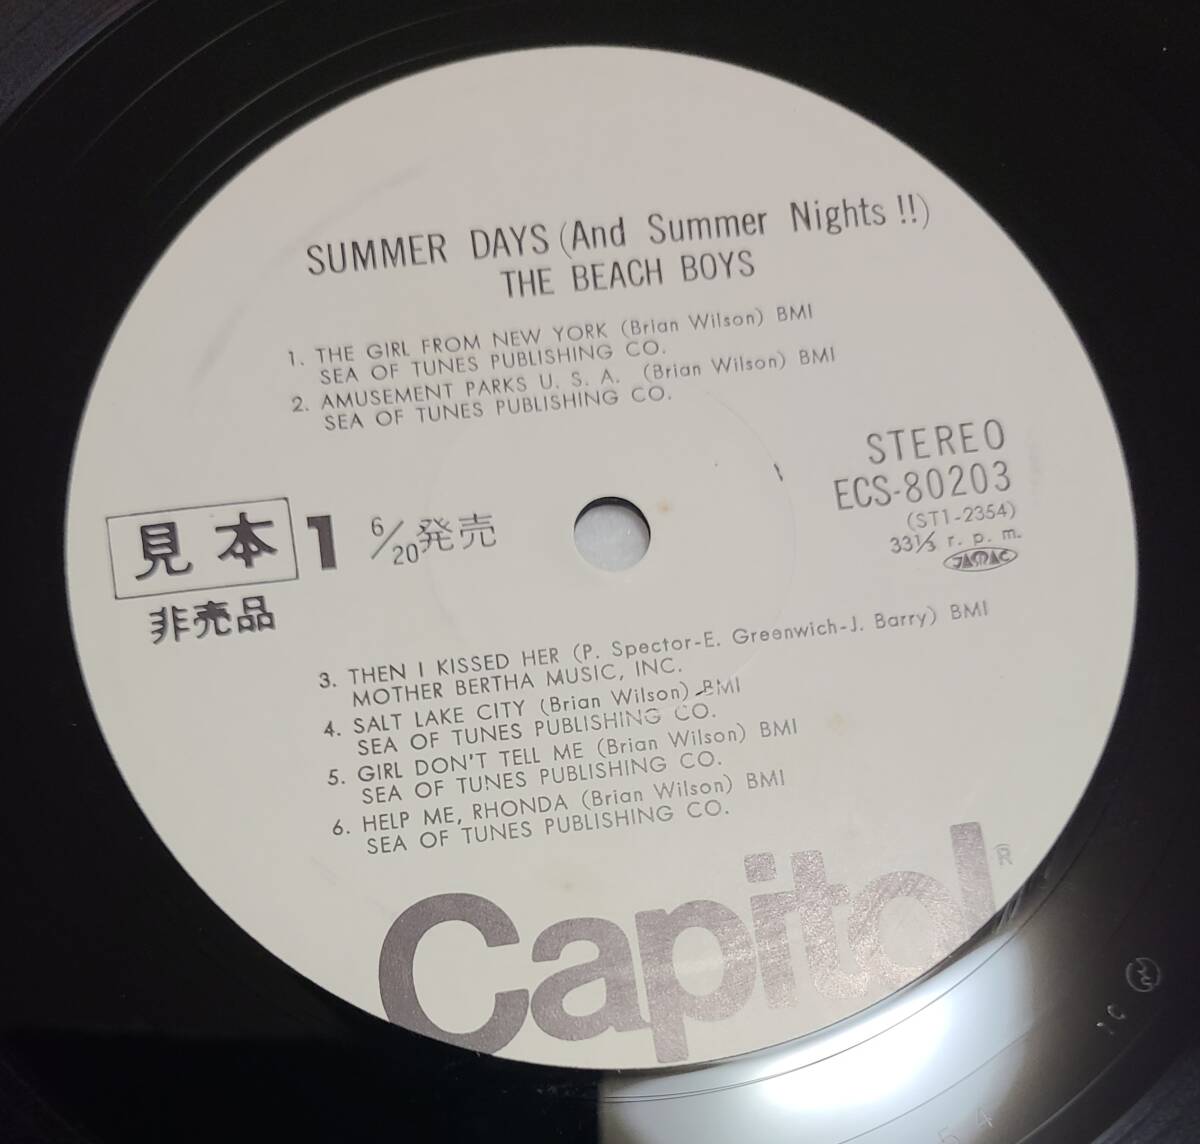 SUMMER DAYS (And Summer Nights !!)
THE BEACH BOYS
1. THE GIRL FROM NEW YORK (Brian Wilson) BMI
SEA OF TUNES PUBLISHING CO.
2. AMUSEMENT PARKS U. S. A. (Brian Wilson) BMI
SEA OF TUNES PUBLISHING CO.
STEREO
ECS-80203
(ST1-2354)
33⅓ r. p. m.
JASRAC
見本 1 6/20発売
非売品
3. THEN I KISSED HER (P. Spector-E. Greenwich-J. Barry) BMI
MOTHER BERTHA MUSIC, INC.
4. SALT LAKE CITY (Brian Wilson) BMI
SEA OF TUNES PUBLISHING CO.
5. GIRL DON'T TELL ME (Brian Wilson) BMI
SEA OF TUNES PUBLISHING CO.
6. HELP ME, RHONDA (Brian Wilson) BMI
SEA OF TUNES PUBLISHING CO.
Capitol ®